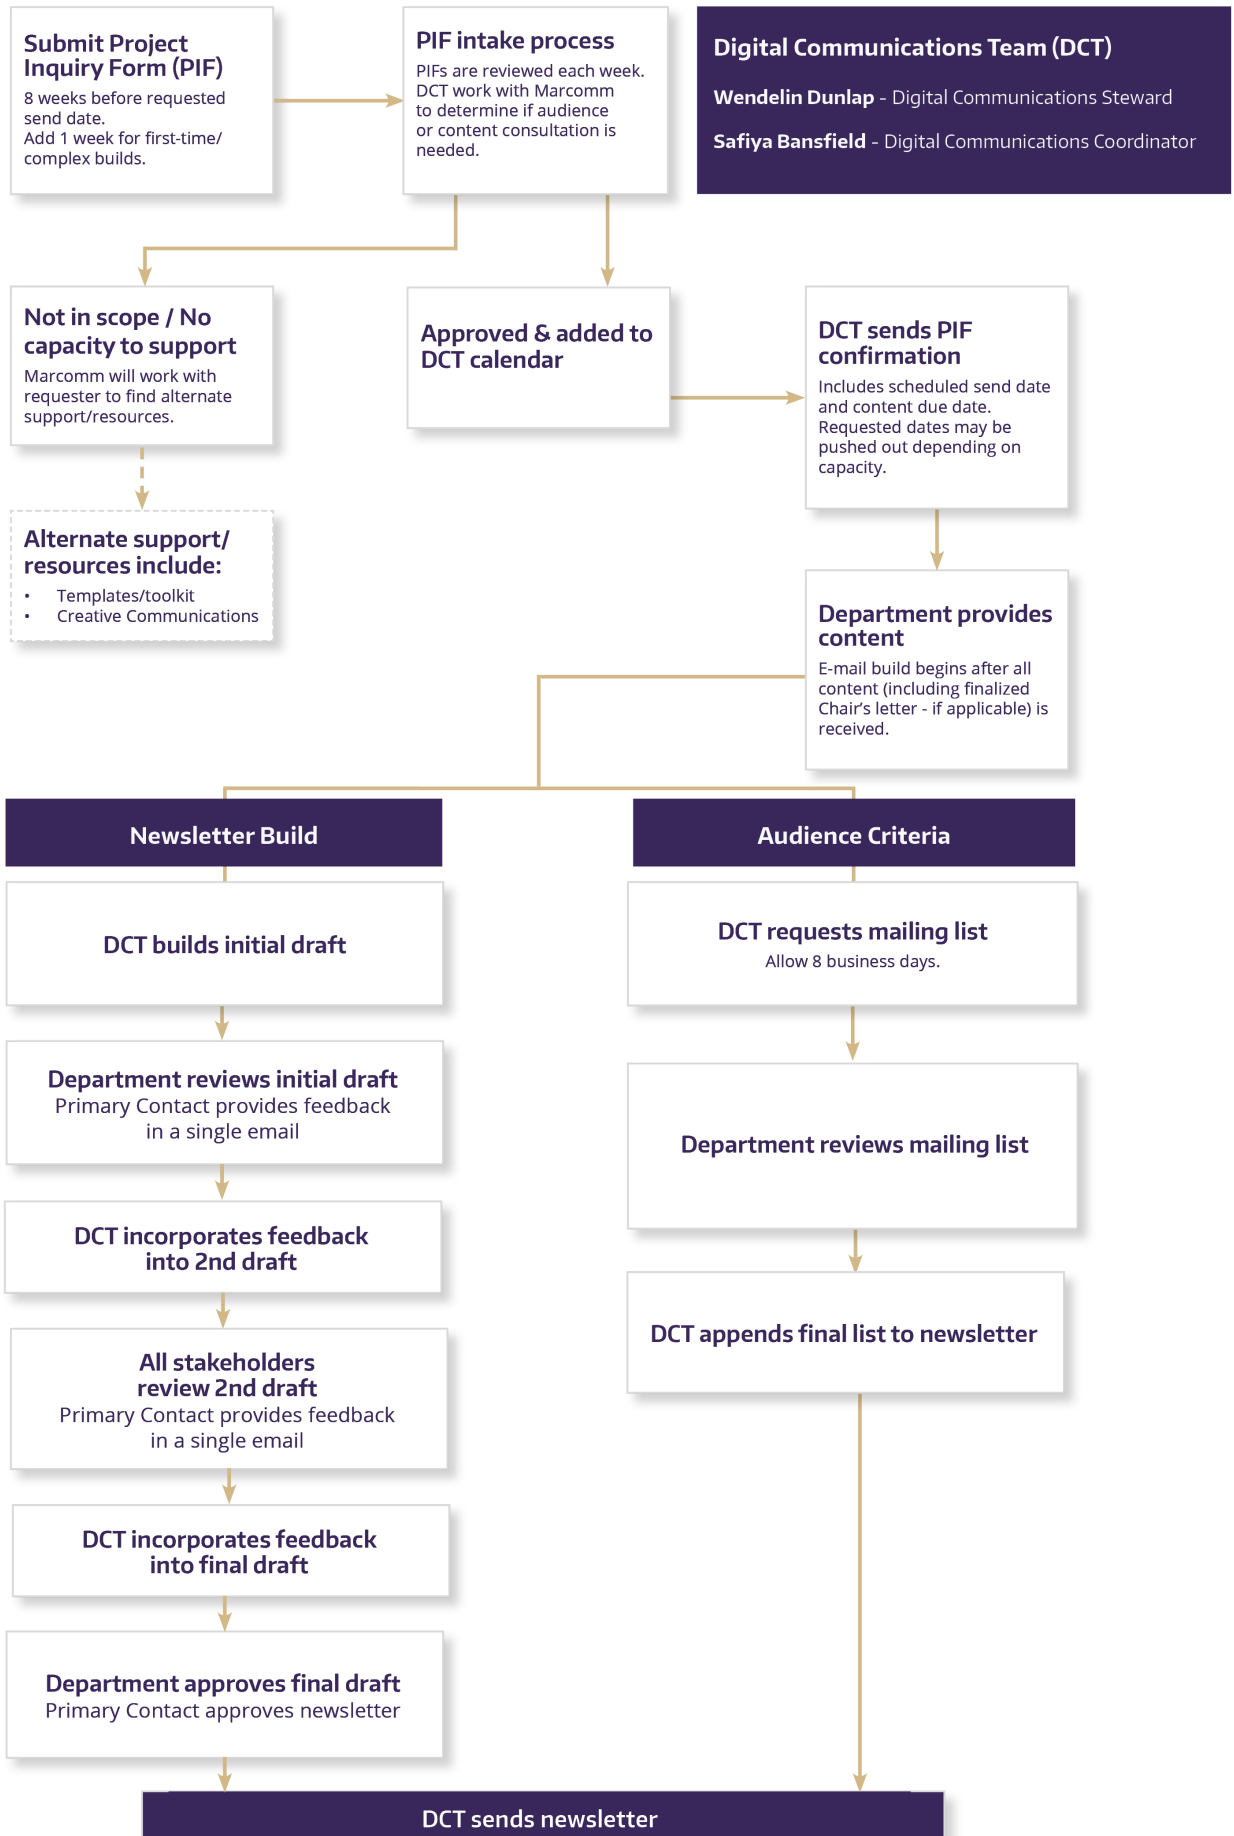 Submit Project
Inquiry Form (PIF)
8 weeks before requested
send date.
Add 1 week for first-time/
complex builds.
PIF intake process
PIFs are reviewed each week.
DCT work with Marcomm
to determine if audience
or content consultation is
needed.
Digital Communications Team (DCT)
Wendelin Dunlap - Digital Communications Steward
Safiya Bansfield - Digital Communications Coordinator
Not in scope / No
capacity to support
Marcomm will work with
requester to find alternate
support/resources.
Approved & added to
DCT calendar
DCT sends PIF
confirmation
Includes scheduled send date
and content due date.
Requested dates may be
pushed out depending on
capacity.
Alternate support/
resources include:
• Templates/toolkit
• Creative Communications
Department provides
content
E-mail build begins after all
content (including finalized
Chair’s letter - if applicable) is
received.
Newsletter Build
DCT builds initial draft
Department reviews initial draft
Primary Contact provides feedback
in a single email
DCT incorporates feedback
into 2nd draft
All stakeholders
review 2nd draft
Primary Contact provides feedback
in a single email
DCT incorporates feedback
into final draft
Department approves final draft
Primary Contact approves newsletter
Audience Criteria
DCT requests mailing list
Allow 8 business days.
Department reviews mailing list
DCT appends final list to newsletter
DCT sends newsletter